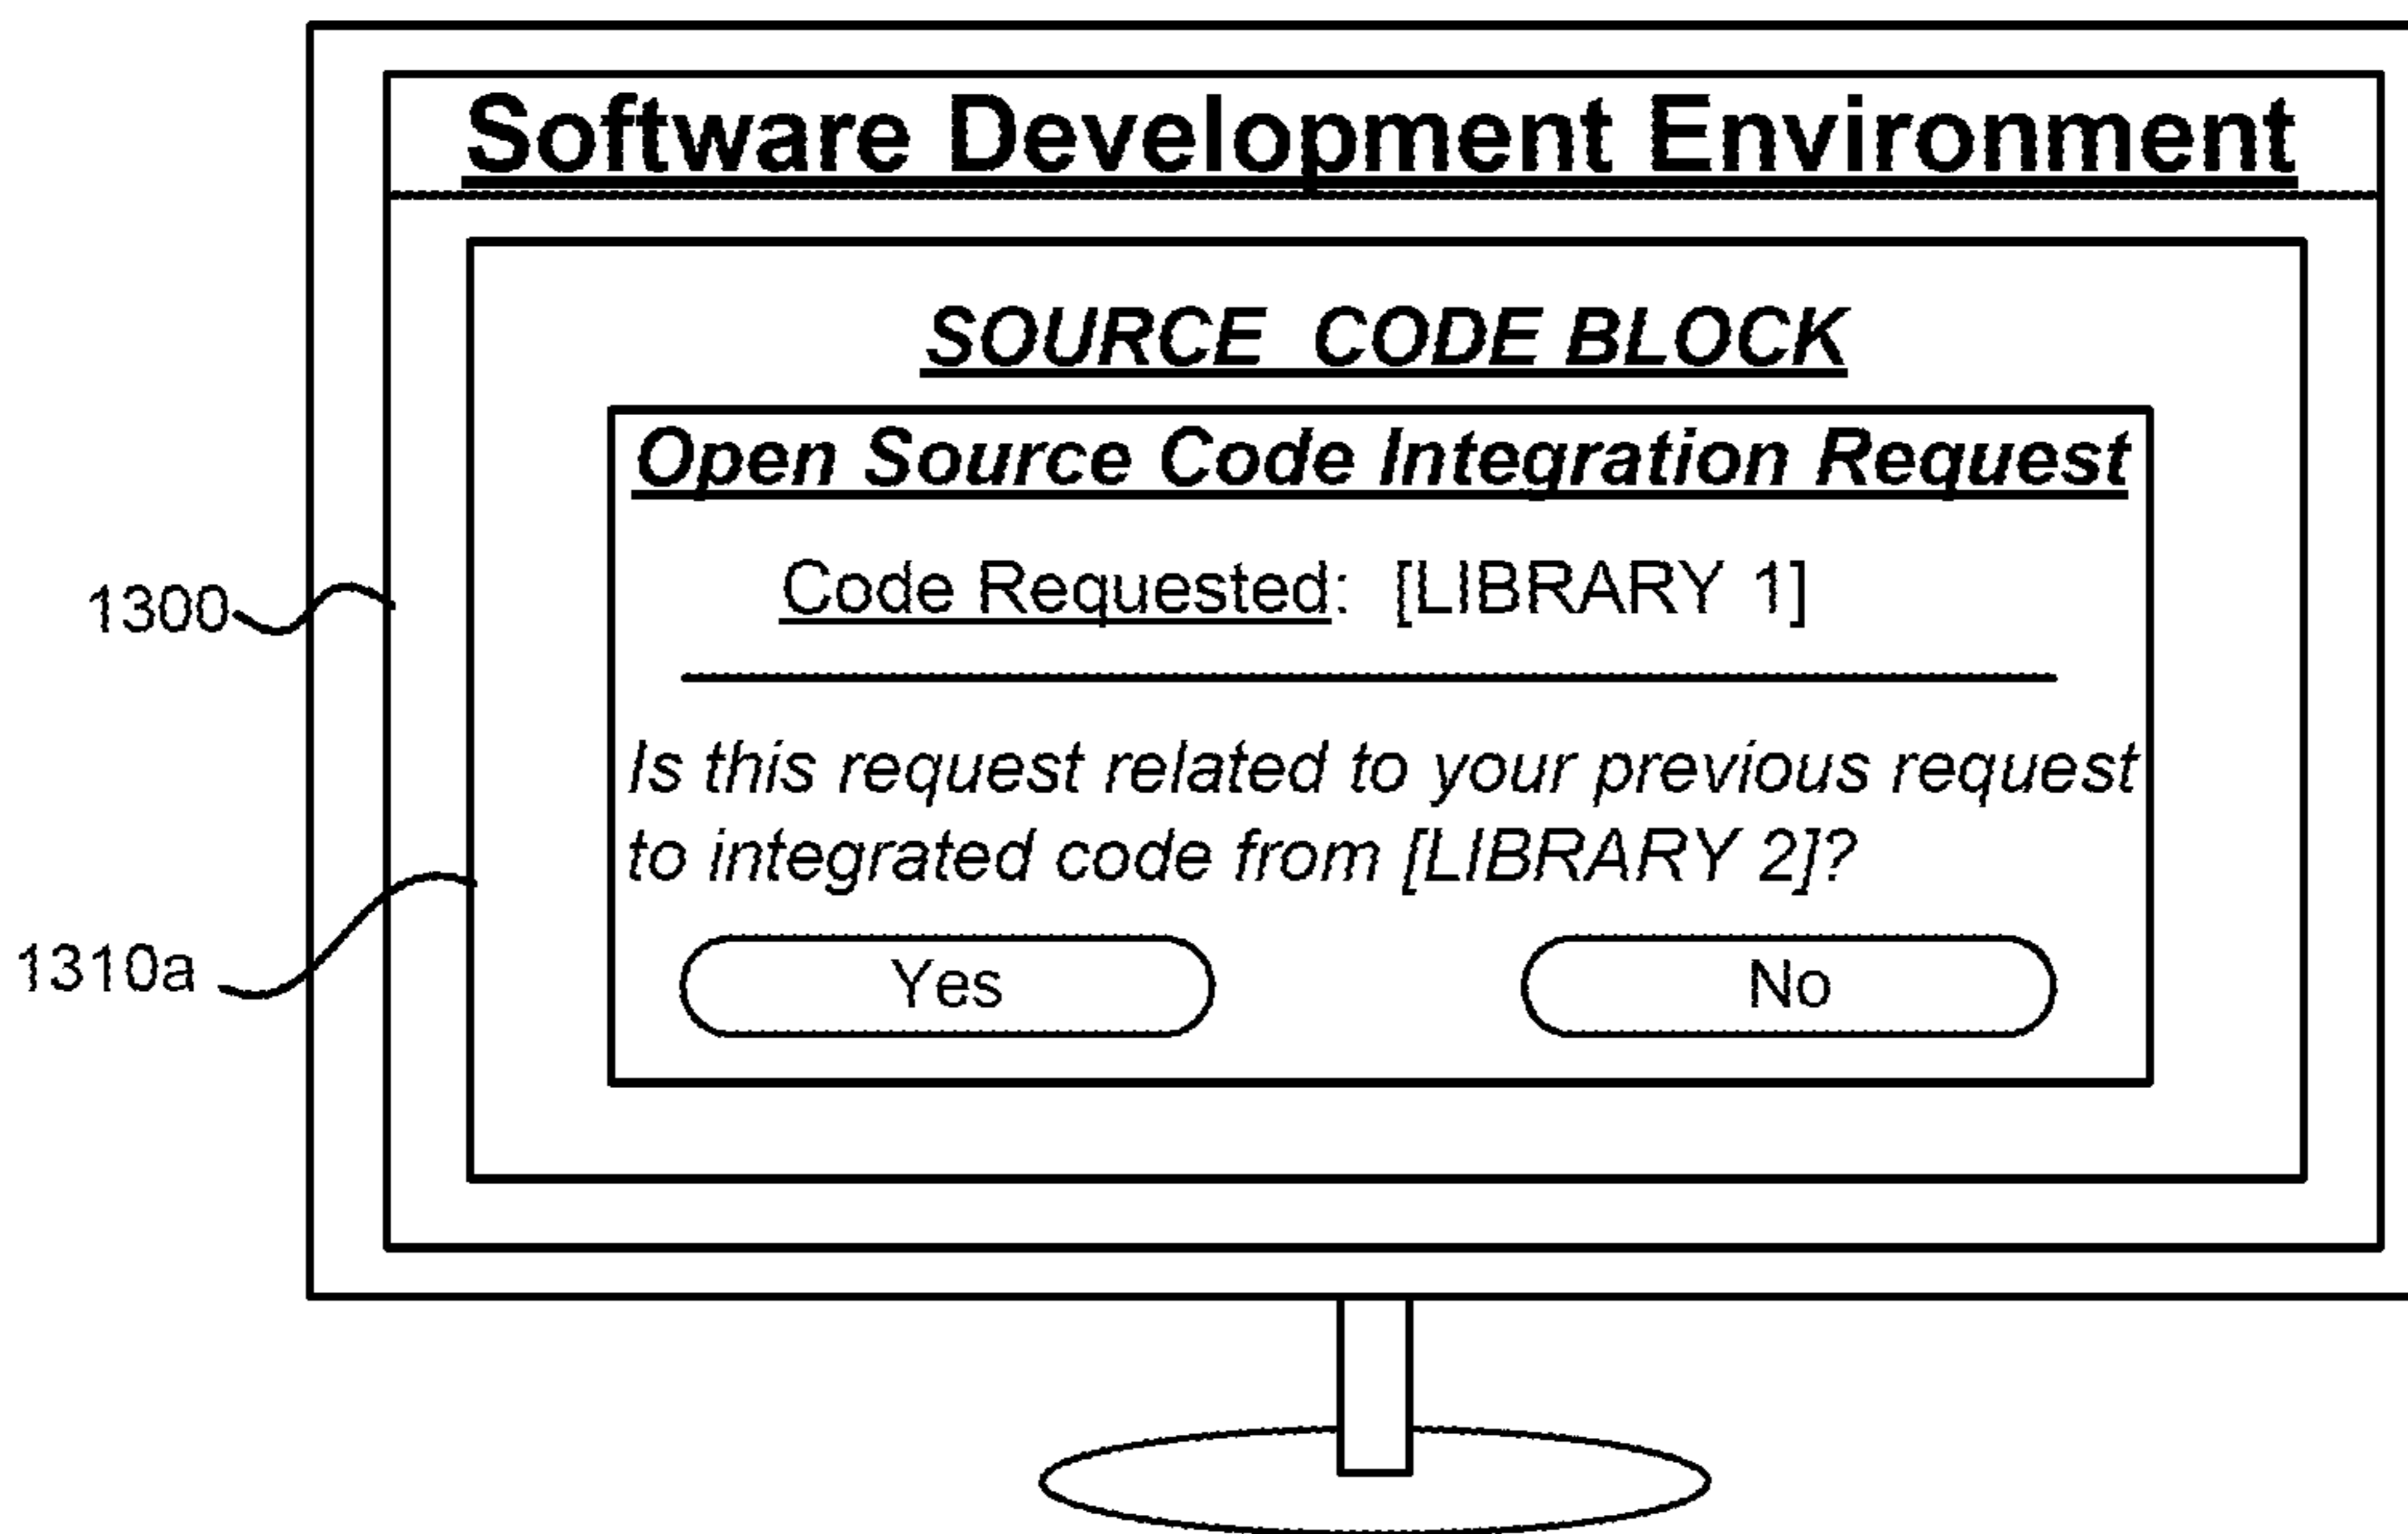 Software Development Environment
SOURCE CODE BLOCK
Open Source Code Integration Request
Code Requested: [LIBRARY 1]
1300
Is this request related to your previous request
to integrated code from [LIBRARY 2]?
1310a
Yes
No